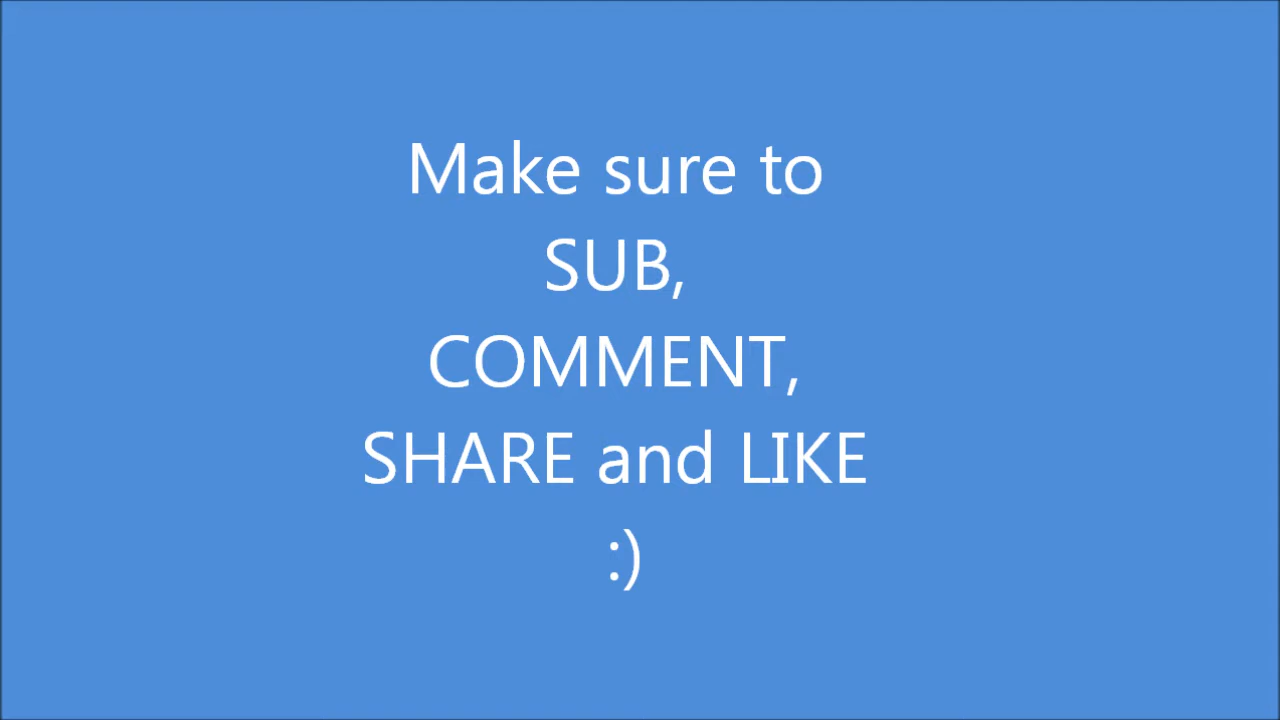 Make sure to
SUB,
COMMENT,
SHARE and LIKE
:)